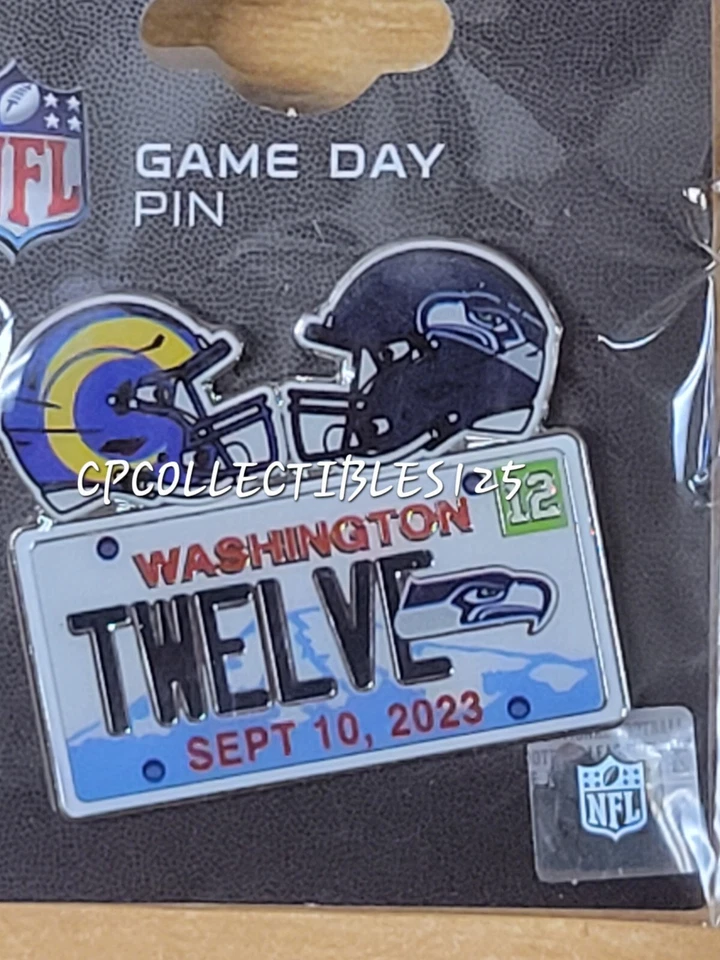 NFL
GAME DAY
PIN
CPCOLLECTIBLES125
12
WASHINGTON
TWELVE
SEPT 10, 2023
NFL